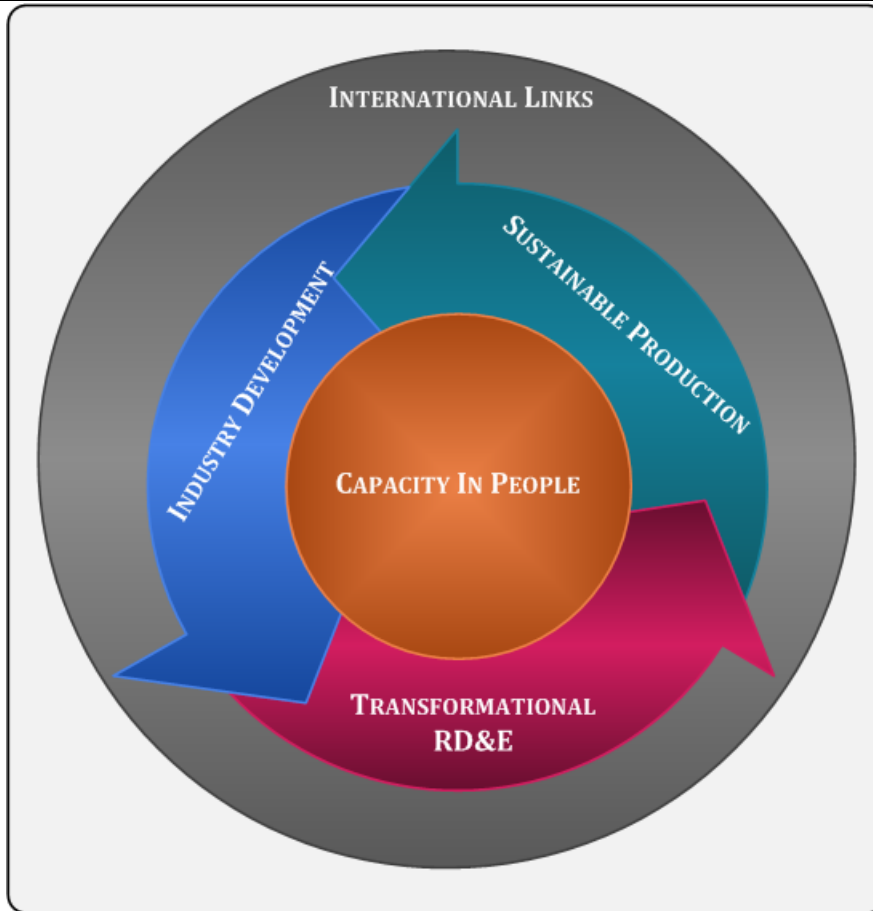 INTERNATIONAL LINKS
SUSTAINABLE PRODUCTION
INDUSTRY DEVELOPMENT
CAPACITY IN PEOPLE
TRANSFORMATIONAL
RD&E